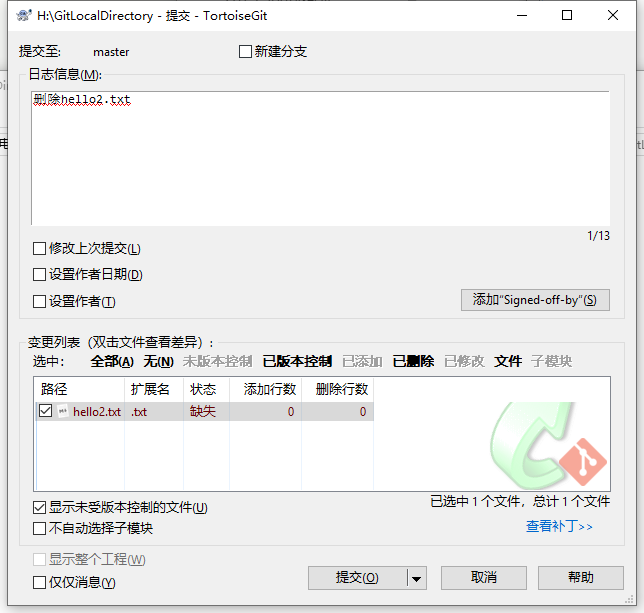 H:\GitLocalDirectory - 提交 - TortoiseGit
提交至: master 新建分支
日志信息(M):
删除hello2.txt
1/13
修改上次提交(L)
设置作者日期(D)
设置作者(T) 添加“Signed-off-by”(S)
变更列表（双击文件查看差异）:
选中: 全部(A) 无(N) 未版本控制 已版本控制 已添加 已删除 已修改 文件 子模块
路径 扩展名 状态 添加行数 删除行数
hello2.txt .txt 缺失 0 0
显示未受版本控制的文件(U) 已选中 1 个文件，总计 1 个文件
不自动选择子模块 查看补丁>>
显示整个工程(W)
仅仅消息(Y) 提交(O) 取消 帮助